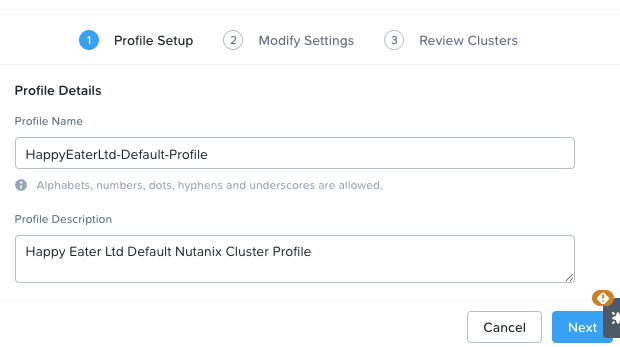 1 Profile Setup 2 Modify Settings 3 Review Clusters
Profile Details
Profile Name
HappyEaterLtd-Default-Profile
Alphabets, numbers, dots, hyphens and underscores are allowed.
Profile Description
Happy Eater Ltd Default Nutanix Cluster Profile
Cancel Next